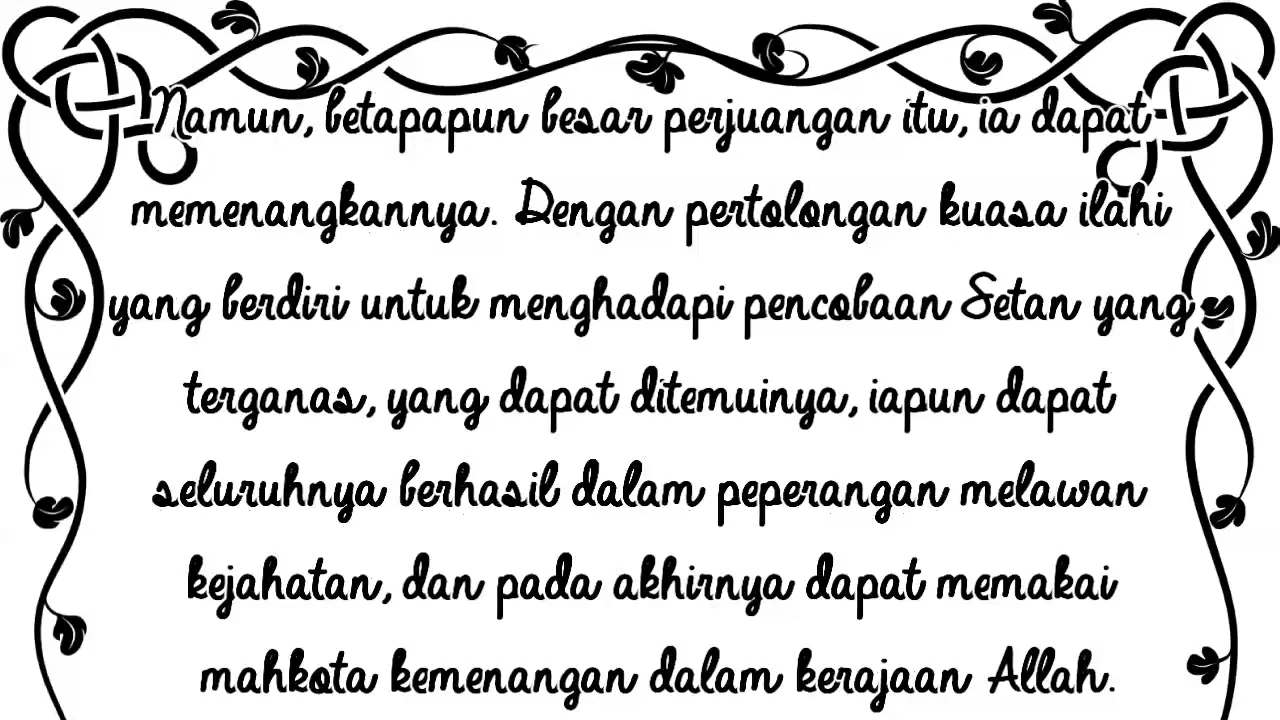 Namun, betapapun besar perjuangan itu, ia dapat
memenangkannya. Dengan pertolongan kuasa ilahi
yang berdiri untuk menghadapi pencobaan Setan yang
terganas, yang dapat ditemuinya, iapun dapat
seluruhnya berhasil dalam peperangan melawan
kejahatan, dan pada akhirnya dapat memakai
mahkota kemenangan dalam kerajaan Allah.